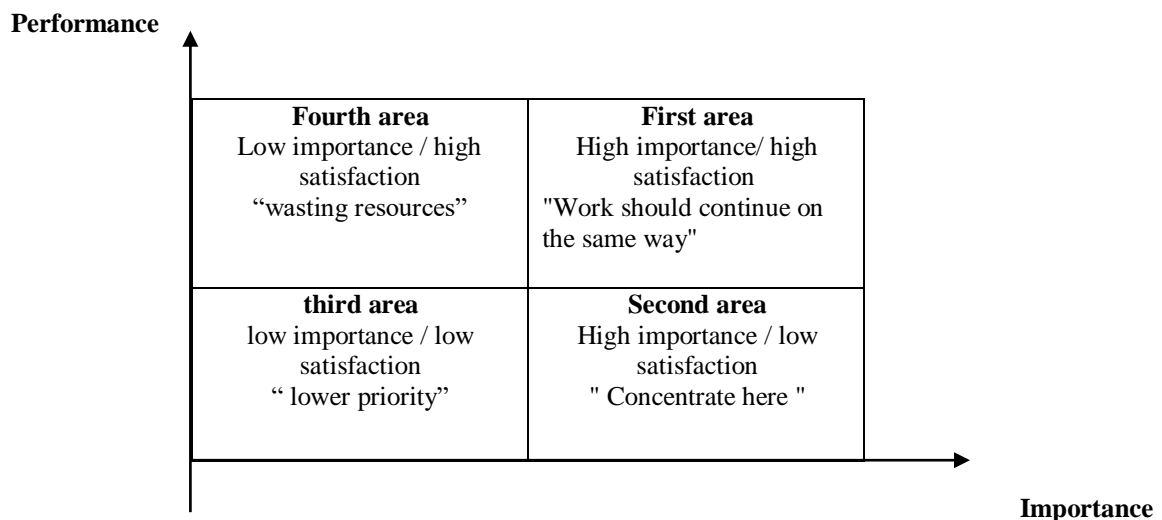 Performance
Fourth area
Low importance / high
satisfaction
“wasting resources”
First area
High importance/ high
satisfaction
"Work should continue on
the same way"
third area
low importance / low
satisfaction
“ lower priority”
Second area
High importance / low
satisfaction
" Concentrate here "
Importance